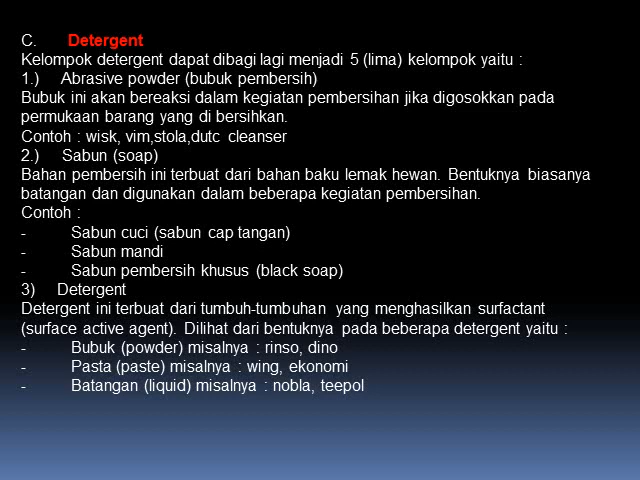 C. Detergent
Kelompok detergent dapat dibagi lagi menjadi 5 (lima) kelompok yaitu :
1.) Abrasive powder (bubuk pembersih)
Bubuk ini akan bereaksi dalam kegiatan pembersihan jika digosokkan pada
permukaan barang yang di bersihkan.
Contoh : wisk, vim,stola,dutc cleanser
2.) Sabun (soap)
Bahan pembersih ini terbuat dari bahan baku lemak hewan. Bentuknya biasanya
batangan dan digunakan dalam beberapa kegiatan pembersihan.
Contoh :
- Sabun cuci (sabun cap tangan)
- Sabun mandi
- Sabun pembersih khusus (black soap)
3) Detergent
Detergent ini terbuat dari tumbuh-tumbuhan yang menghasilkan surfactant
(surface active agent). Dilihat dari bentuknya pada beberapa detergent yaitu :
- Bubuk (powder) misalnya : rinso, dino
- Pasta (paste) misalnya : wing, ekonomi
- Batangan (liquid) misalnya : nobla, teepol